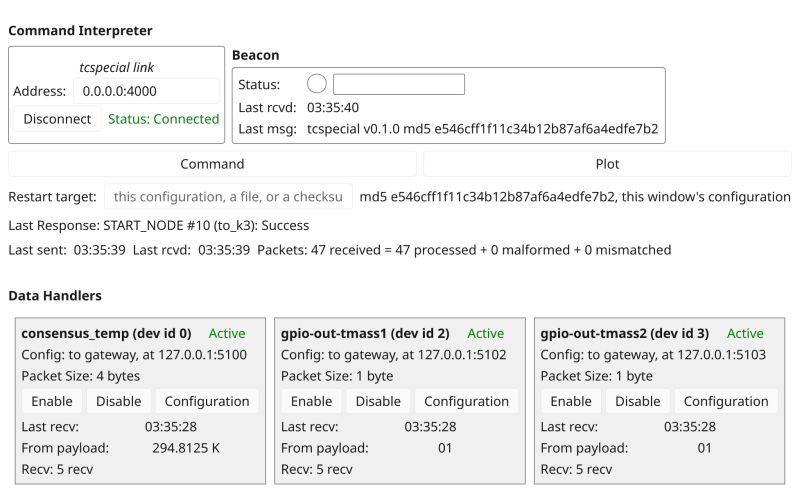 Command Interpreter
tcspecial link
Address: 0.0.0.0:4000
Disconnect Status: Connected
Beacon
Status:
Last rcvd: 03:35:40
Last msg: tcspecial v0.1.0 md5 e546cff1f11c34b12b87af6a4edfe7b2
Command Plot
Restart target: this configuration, a file, or a checksu md5 e546cff1f11c34b12b87af6a4edfe7b2, this window's configuration
Last Response: START_NODE #10 (to_k3): Success
Last sent: 03:35:39 Last rcvd: 03:35:39 Packets: 47 received = 47 processed + 0 malformed + 0 mismatched
Data Handlers
consensus_temp (dev id 0) Active
Config: to gateway, at 127.0.0.1:5100
Packet Size: 4 bytes
Enable Disable Configuration
Last recv: 03:35:28
From payload: 294.8125 K
Recv: 5 recv
gpio-out-tmass1 (dev id 2) Active
Config: to gateway, at 127.0.0.1:5102
Packet Size: 1 byte
Enable Disable Configuration
Last recv: 03:35:28
From payload: 01
Recv: 5 recv
gpio-out-tmass2 (dev id 3) Active
Config: to gateway, at 127.0.0.1:5103
Packet Size: 1 byte
Enable Disable Configuration
Last recv: 03:35:28
From payload: 01
Recv: 5 recv